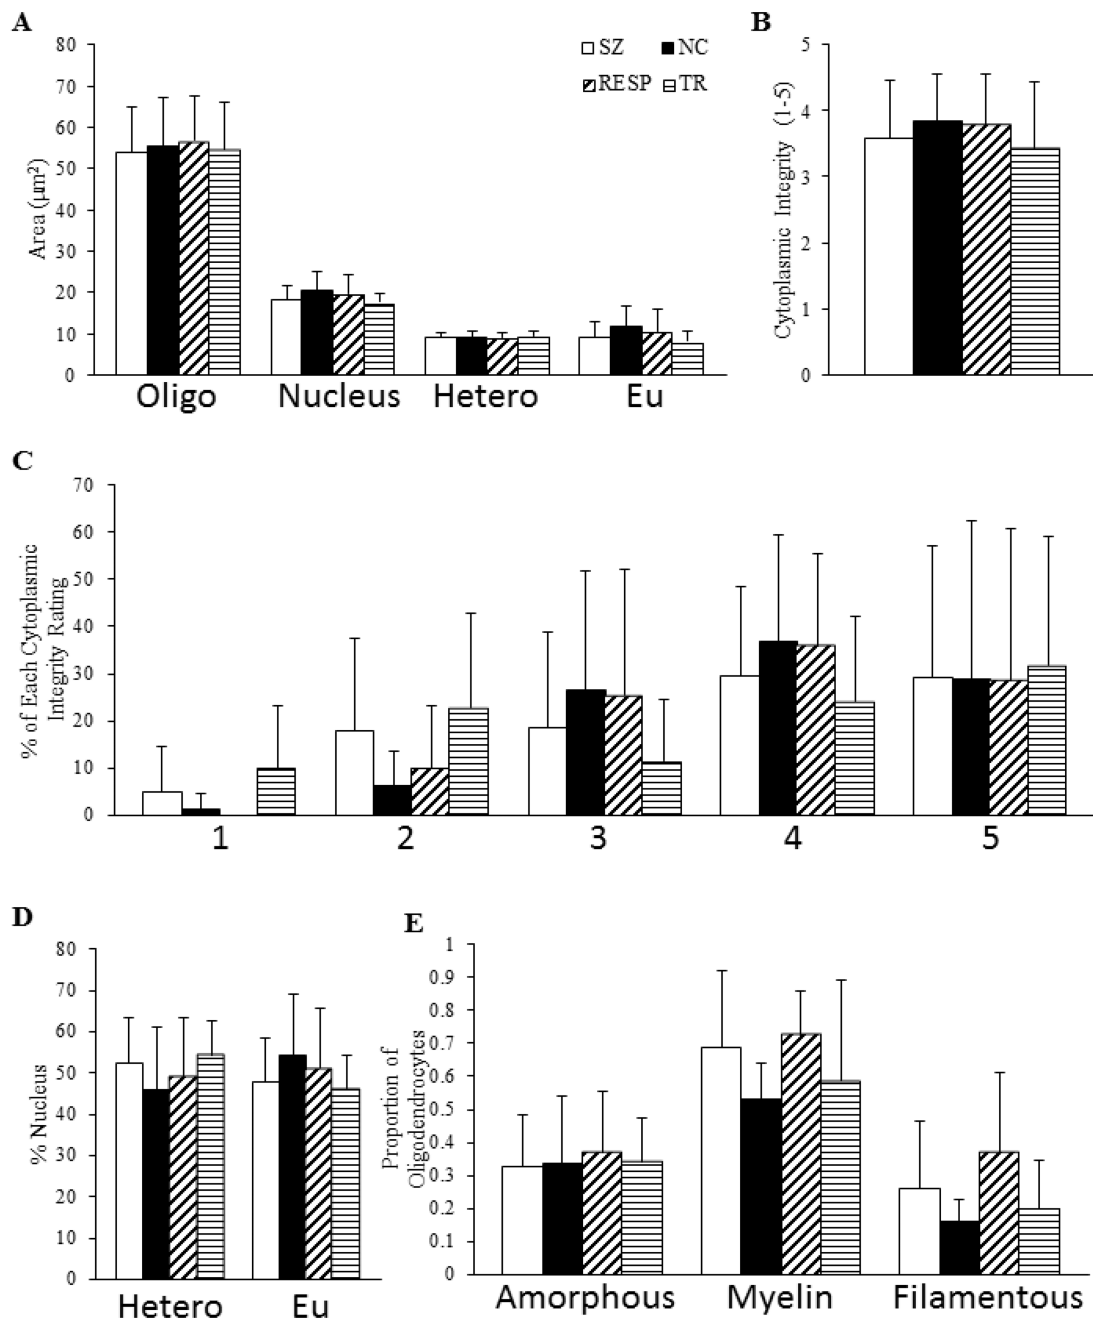 A
80
70
60
50
40
30
20
10
0
Area (μm²)
SZ NC
RESP TR
Oligo Nucleus Hetero Eu
B
5
4
3
2
1
0
Cytoplasmic Integrity (1-5)
C
70
60
50
40
30
20
10
0
% of Each Cytoplasmic
Integrity Rating
1 2 3 4 5
D
80
70
60
50
40
30
20
10
0
% Nucleus
Hetero Eu
E
1
0.9
0.8
0.7
0.6
0.5
0.4
0.3
0.2
0.1
0
Proportion of
Oligodendrocytes
Amorphous Myelin Filamentous